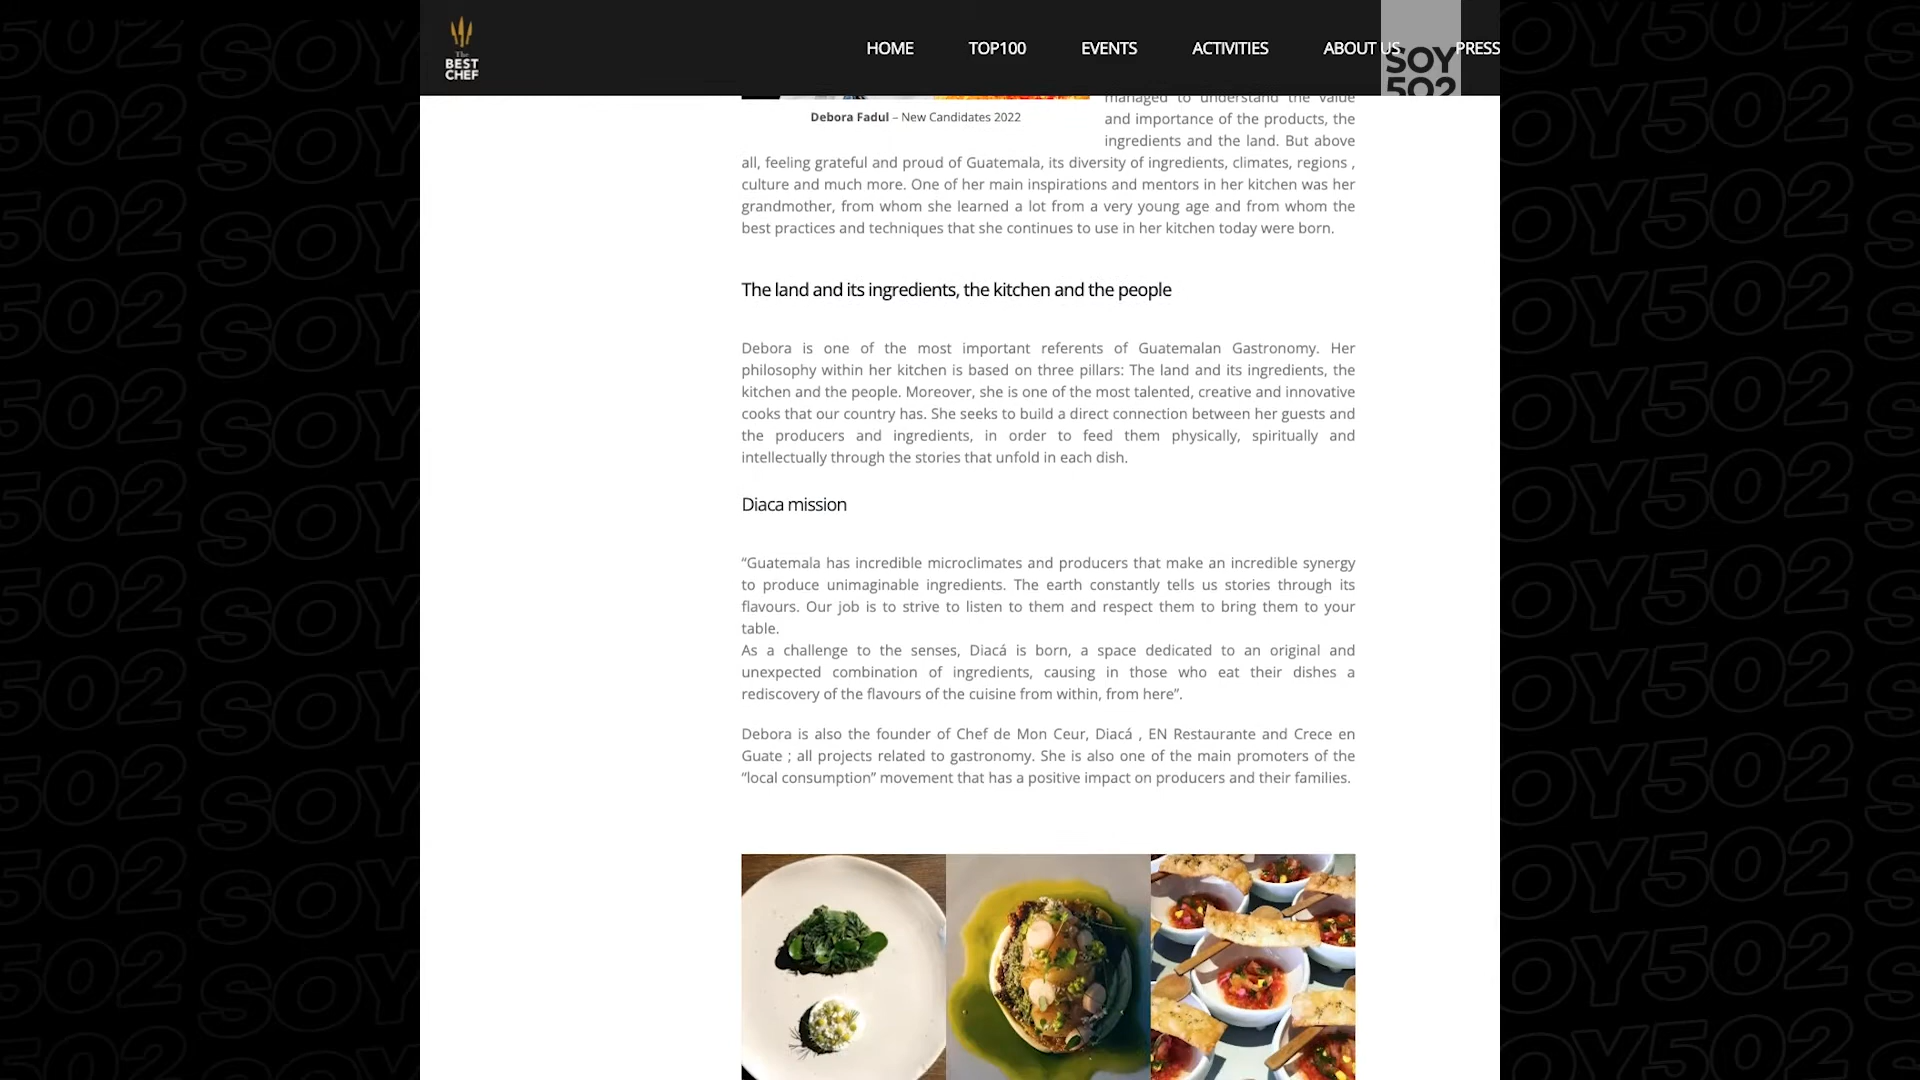 The
BEST
CHEF
HOME TOP100 EVENTS ACTIVITIES ABOUT US PRESS
SOY
502
managed to understand the value
Debora Fadul – New Candidates 2022
and importance of the products, the
ingredients and the land. But above
all, feeling grateful and proud of Guatemala, its diversity of ingredients, climates, regions ,
culture and much more. One of her main inspirations and mentors in her kitchen was her
grandmother, from whom she learned a lot from a very young age and from whom the
best practices and techniques that she continues to use in her kitchen today were born.
The land and its ingredients, the kitchen and the people
Debora is one of the most important referents of Guatemalan Gastronomy. Her
philosophy within her kitchen is based on three pillars: The land and its ingredients, the
kitchen and the people. Moreover, she is one of the most talented, creative and innovative
cooks that our country has. She seeks to build a direct connection between her guests and
the producers and ingredients, in order to feed them physically, spiritually and
intellectually through the stories that unfold in each dish.
Diaca mission
“Guatemala has incredible microclimates and producers that make an incredible synergy
to produce unimaginable ingredients. The earth constantly tells us stories through its
flavours. Our job is to strive to listen to them and respect them to bring them to your
table.
As a challenge to the senses, Diacá is born, a space dedicated to an original and
unexpected combination of ingredients, causing in those who eat their dishes a
rediscovery of the flavours of the cuisine from within, from here”.
Debora is also the founder of Chef de Mon Ceur, Diacá , EN Restaurante and Crece en
Guate ; all projects related to gastronomy. She is also one of the main promoters of the
“local consumption” movement that has a positive impact on producers and their families.